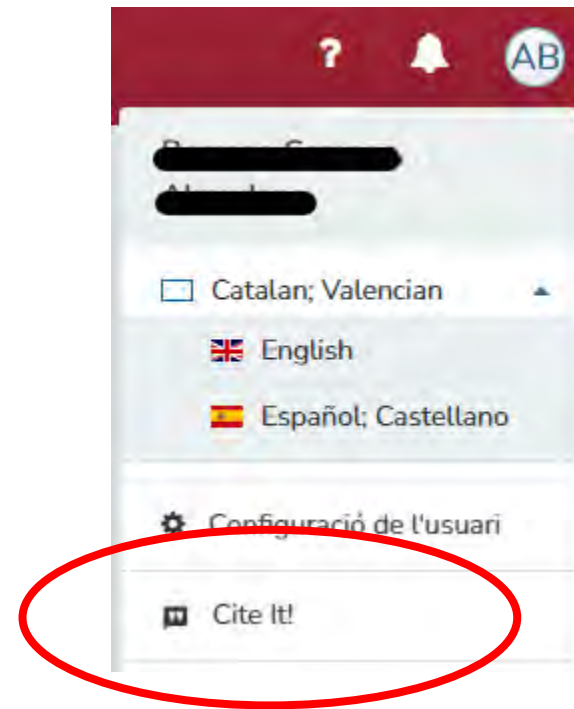 ?
AB
Catalan; Valencian
English
Español; Castellano
Configuració de l'usuari
Cite It!